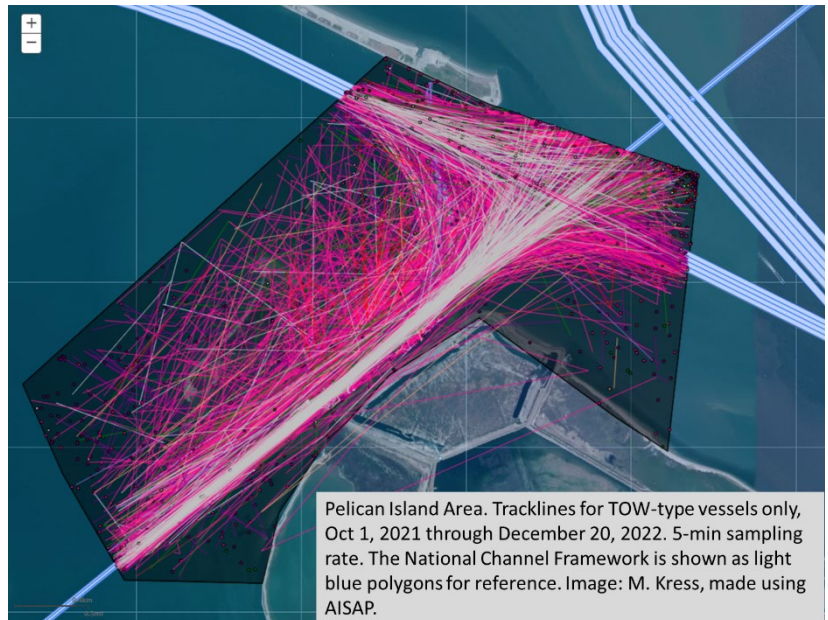 +
−
Pelican Island Area. Tracklines for TOW-type vessels only,
Oct 1, 2021 through December 20, 2022. 5-min sampling
rate. The National Channel Framework is shown as light
blue polygons for reference. Image: M. Kress, made using
AISAP.